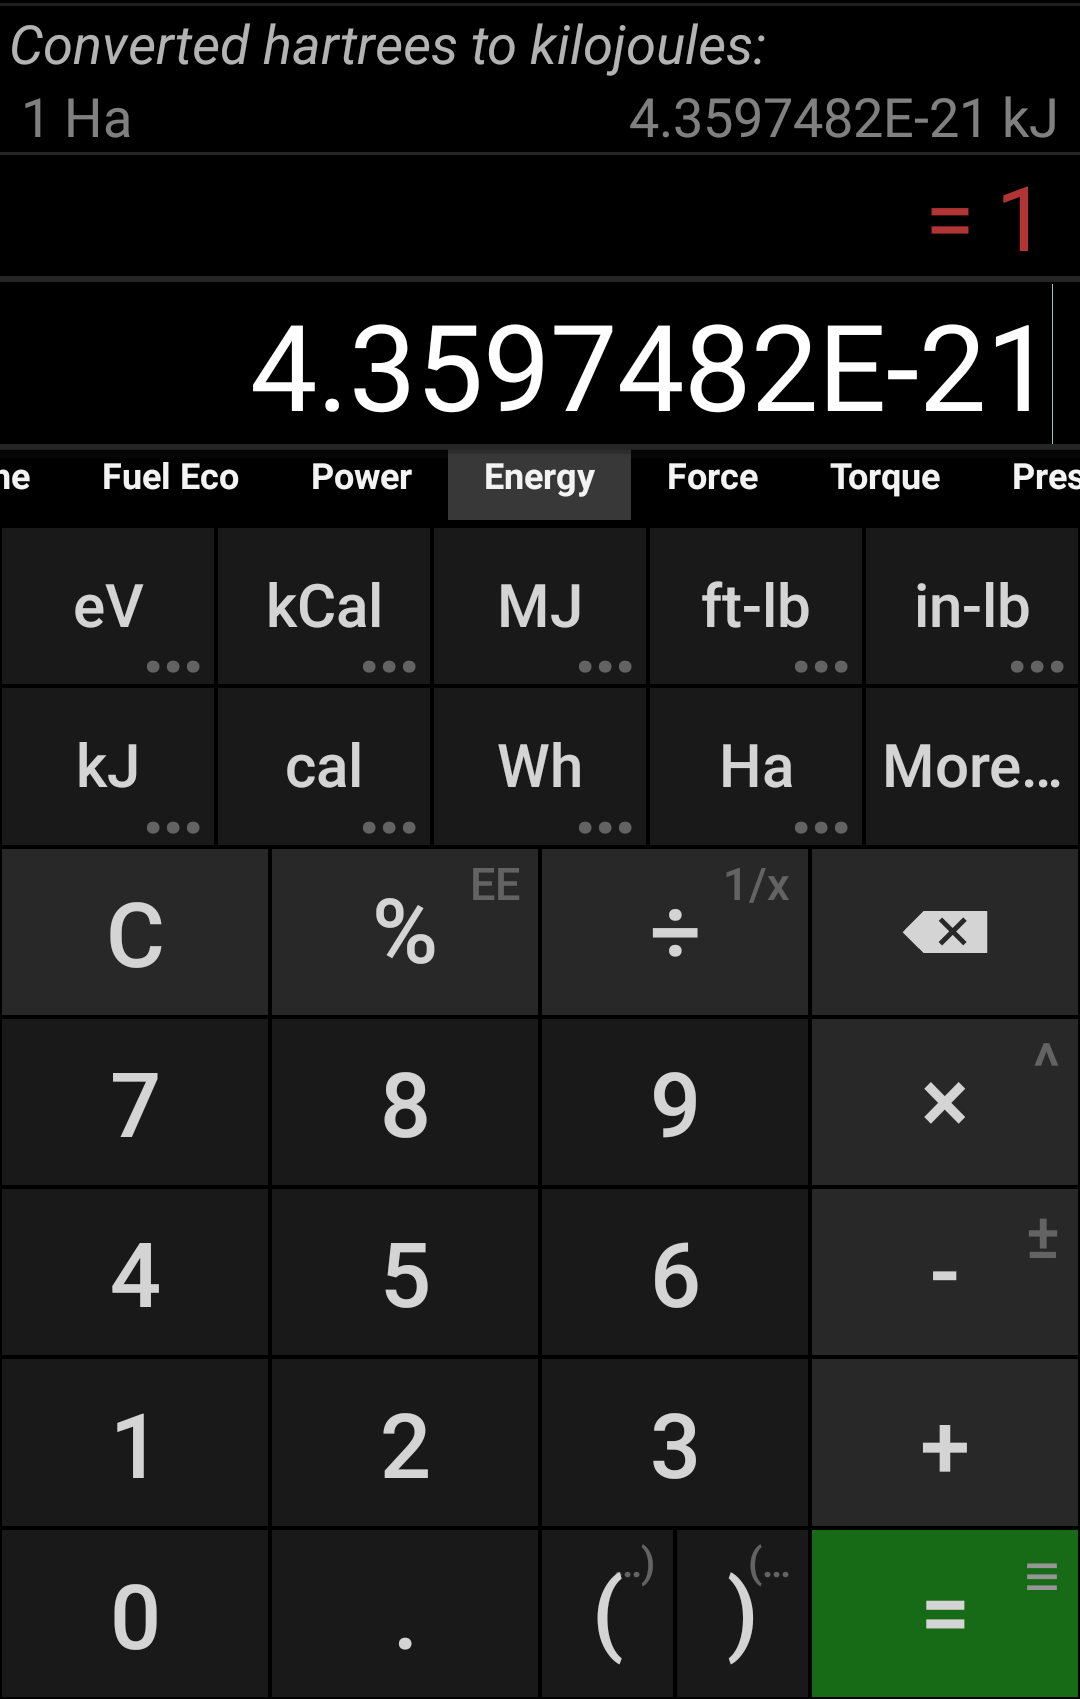 Converted hartrees to kilojoules:
1 Ha 4.3597482E-21 kJ
= 1
4.3597482E-21
ne Fuel Eco Power Energy Force Torque Pres
eV kCal MJ ft-lb in-lb
kJ cal Wh Ha More...
C % EE ÷ 1/x
7 8 9 × ^
4 5 6 - ±
1 2 3 +
0 . ( ..) ) (... = ≡